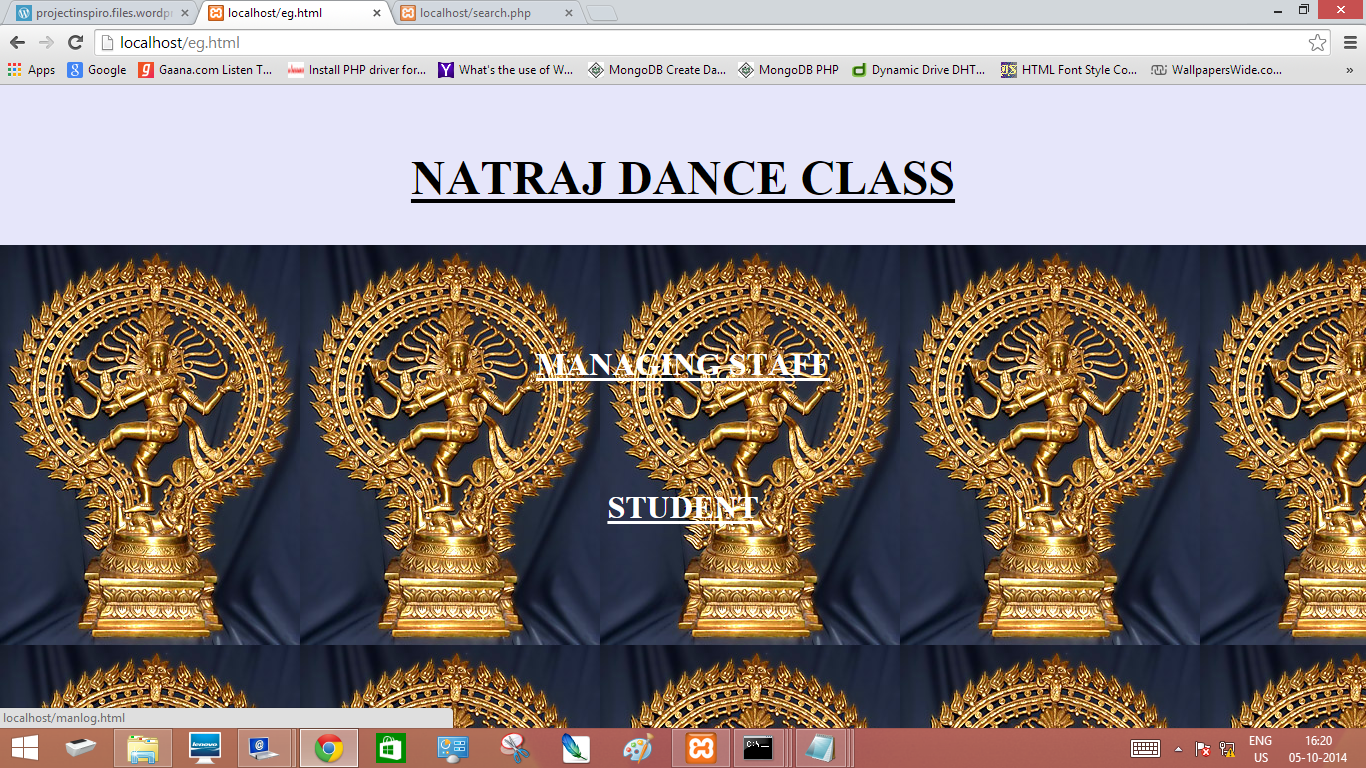 projectinspiro.files.wordpr
localhost/eg.html
localhost/search.php
localhost/eg.html
Apps
Google
Gaana.com Listen T...
Install PHP driver for...
What's the use of W...
MongoDB Create Da...
MongoDB PHP
Dynamic Drive DHT...
HTML Font Style Co...
WallpapersWide.co...
»
NATRAJ DANCE CLASS
MANAGING STAFF
STUDENT
localhost/manlog.html
lenovo
C:\_
ENG
US
16:20
05-10-2014